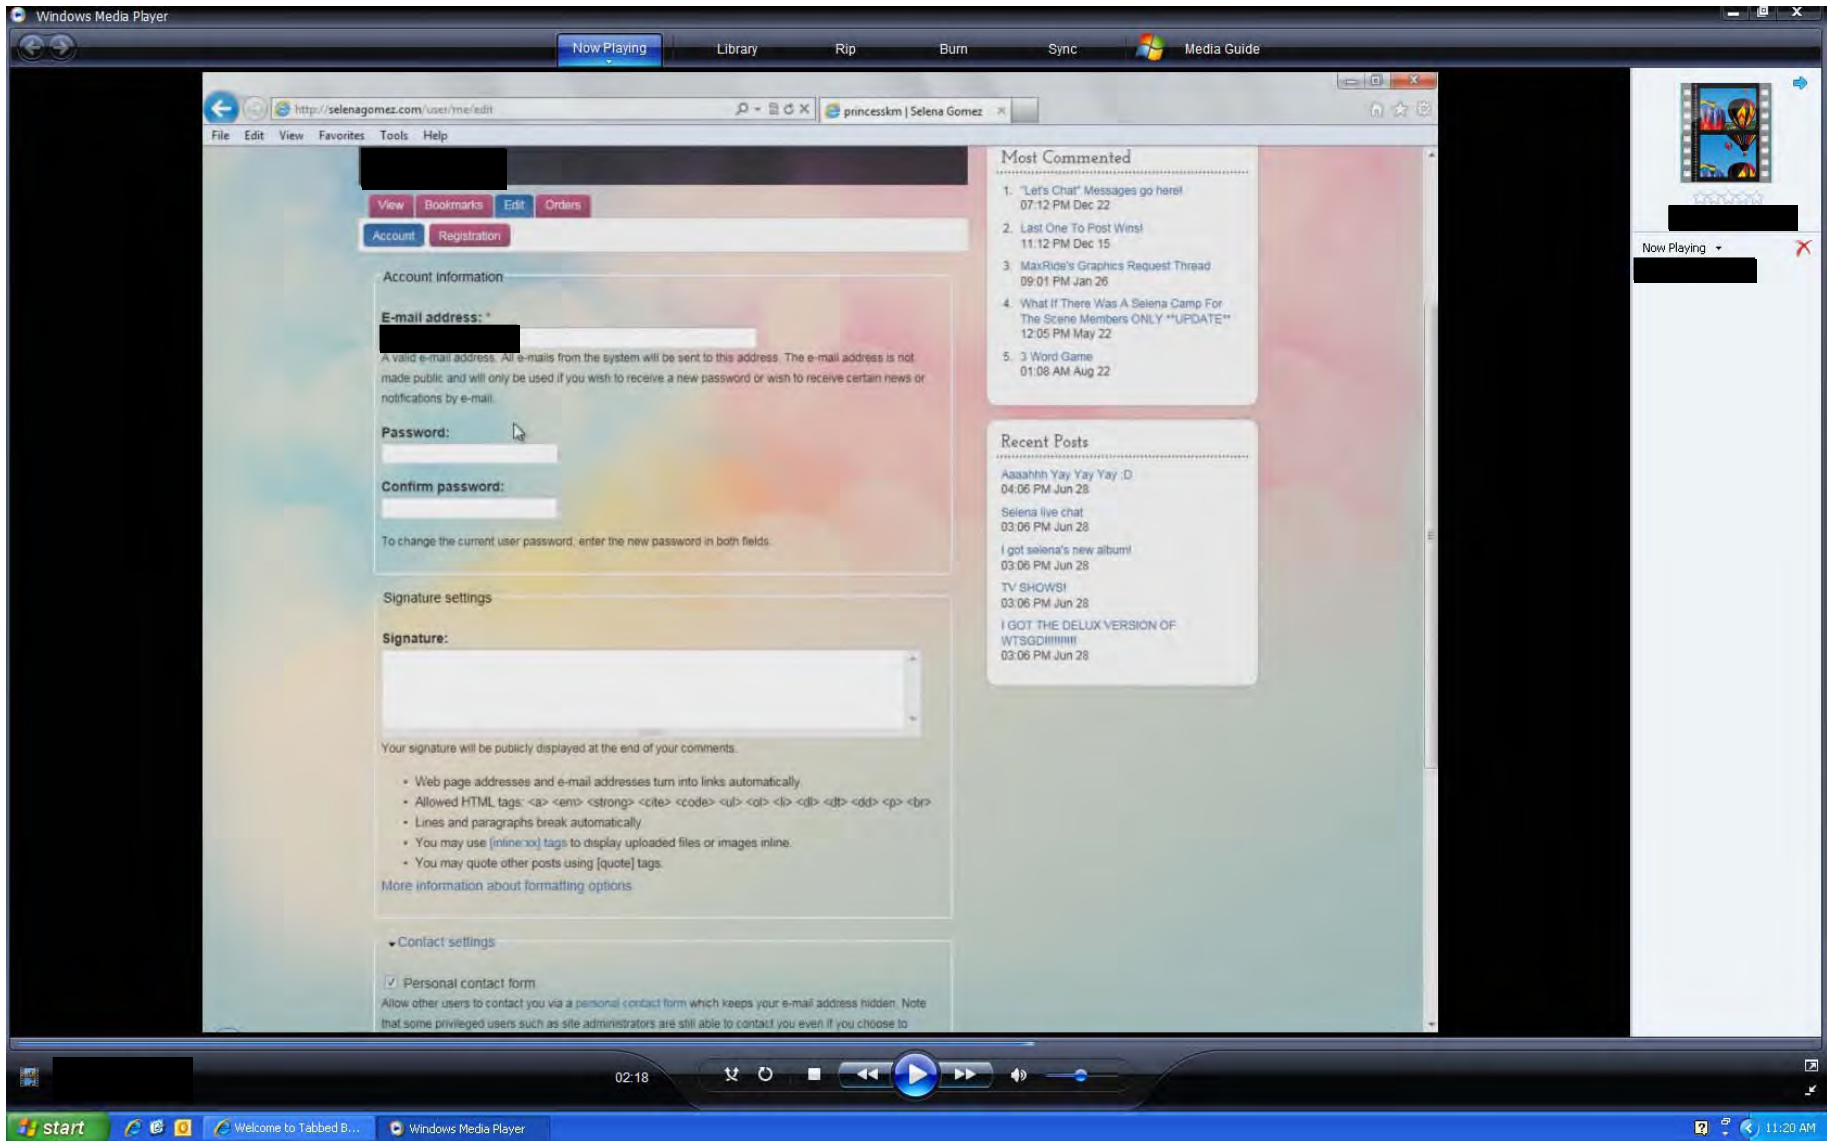 Windows Media Player
Now Playing
Library
Rip
Burn
Sync
Media Guide
http://selenagomez.com/user/me/edit
princesskm | Selena Gomez
File Edit View Favorites Tools Help
View
Bookmarks
Edit
Orders
Account
Registration
Account information
E-mail address: *
A valid e-mail address. All e-mails from the system will be sent to this address. The e-mail address is not
made public and will only be used if you wish to receive a new password or wish to receive certain news or
notifications by e-mail.
Password:
Confirm password:
To change the current user password, enter the new password in both fields.
Signature settings
Signature:
Your signature will be publicly displayed at the end of your comments.
• Web page addresses and e-mail addresses turn into links automatically.
• Allowed HTML tags: <a> <em> <strong> <cite> <code> <ul> <ol> <li> <dl> <dt> <dd> <p> <br>
• Lines and paragraphs break automatically.
• You may use [inline:xx] tags to display uploaded files or images inline.
• You may quote other posts using [quote] tags.
More information about formatting options
Contact settings
Personal contact form
Allow other users to contact you via a personal contact form which keeps your e-mail address hidden. Note
that some privileged users such as site administrators are still able to contact you even if you choose to
Most Commented
1. "Let's Chat" Messages go here!
07:12 PM Dec 22
2. Last One To Post Wins!
11:12 PM Dec 15
3. MaxRide's Graphics Request Thread
09:01 PM Jan 26
4. What If There Was A Selena Camp For
The Scene Members ONLY **UPDATE**
12:05 PM May 22
5. 3 Word Game
01:08 AM Aug 22
Recent Posts
Aaaahhh Yay Yay Yay :D
04:06 PM Jun 28
Selena live chat
03:06 PM Jun 28
I got selena's new album!
03:06 PM Jun 28
TV SHOWS!
03:06 PM Jun 28
I GOT THE DELUX VERSION OF
WTSGD!!!!!!!!!!!
03:06 PM Jun 28
Now Playing
02:18
start
Welcome to Tabbed B...
Windows Media Player
11:20 AM